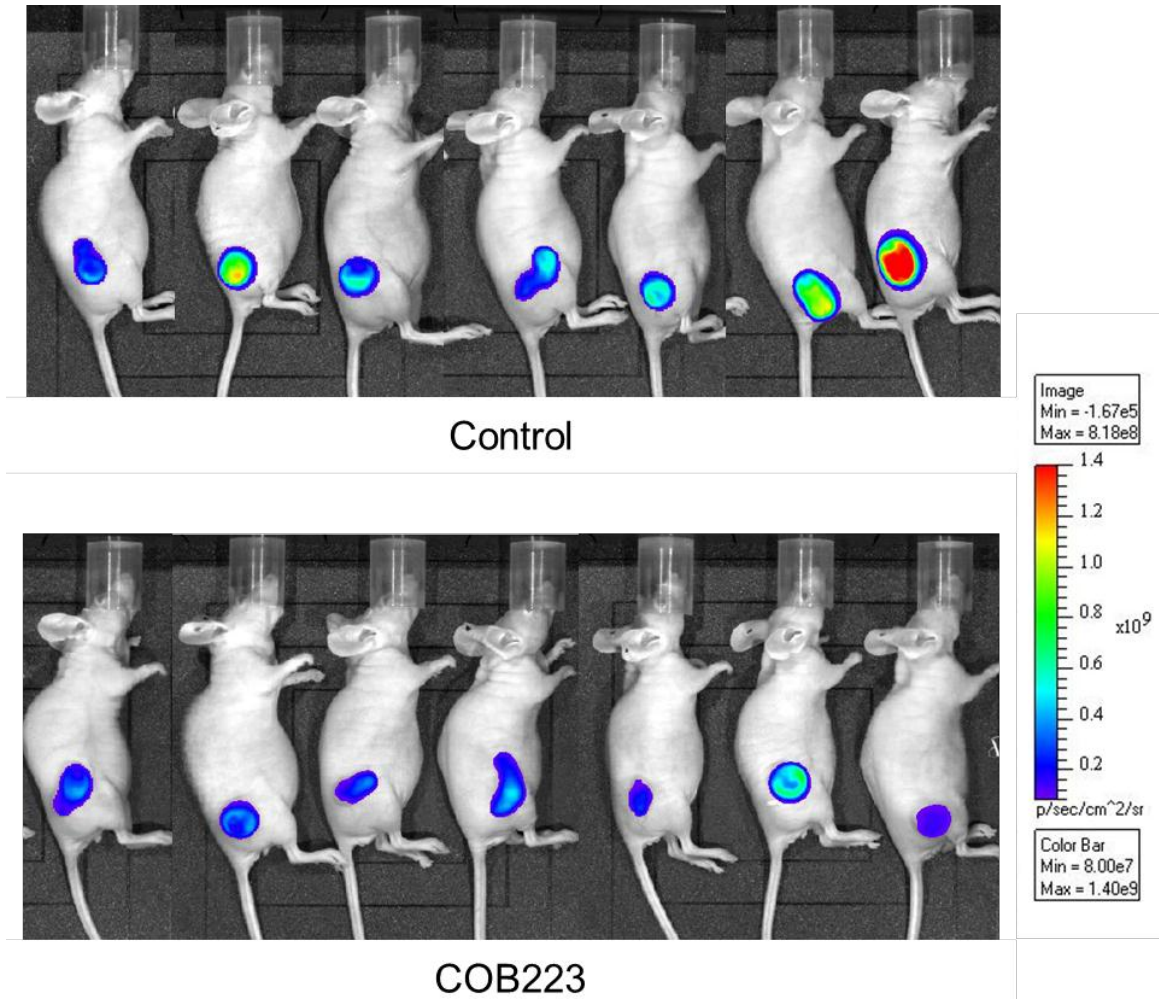 Control
Image
Min = -1.67e5
Max = 8.18e8
1.4
1.2
1.0
0.8
x10^9
0.6
0.4
0.2
p/sec/cm^2/sr
Color Bar
Min = 8.00e7
Max = 1.40e9
COB223